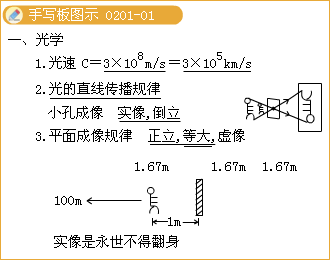 手写板图示 0201-01
一、光学
1.光速 C＝3×10⁸m/s＝3×10⁵km/s
2.光的直线传播规律
小孔成像 实像,倒立
3.平面成像规律 正立,等大,虚像
1.67m 1.67m 1.67m
100m
1m
实像是永世不得翻身